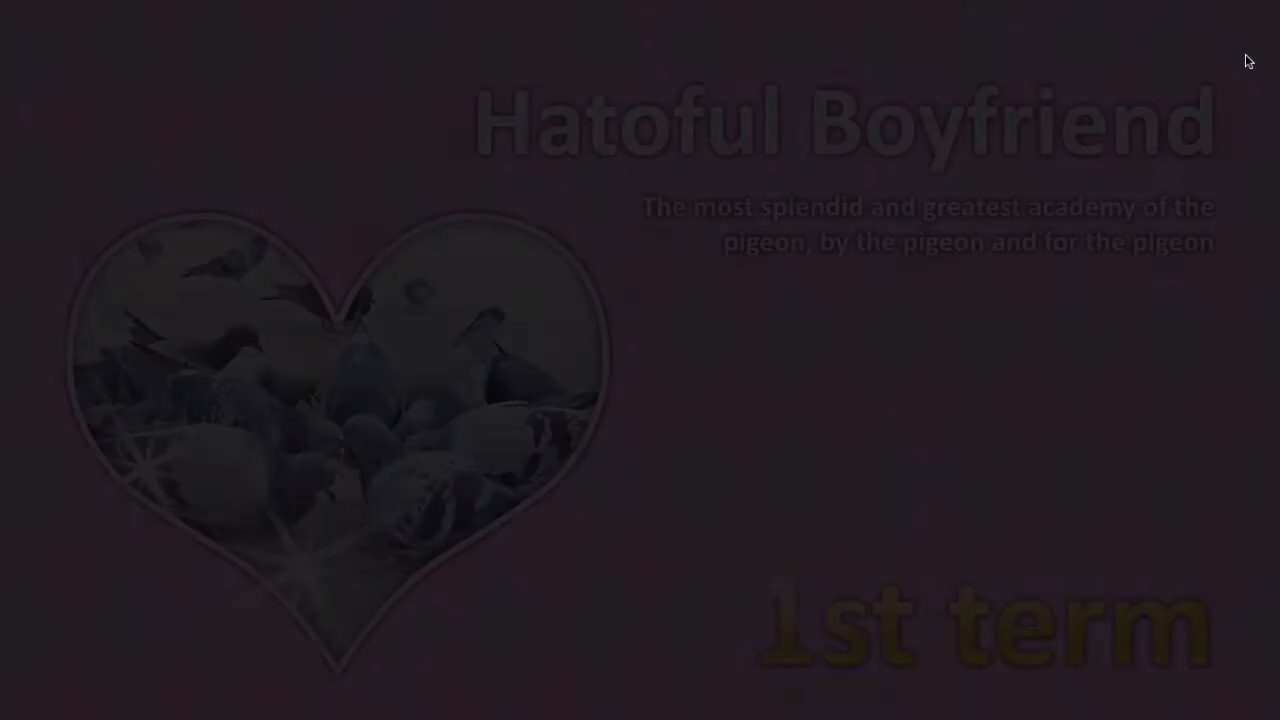 Hatoful Boyfriend
The most splendid and greatest academy of the
pigeon, by the pigeon and for the pigeon
1st term